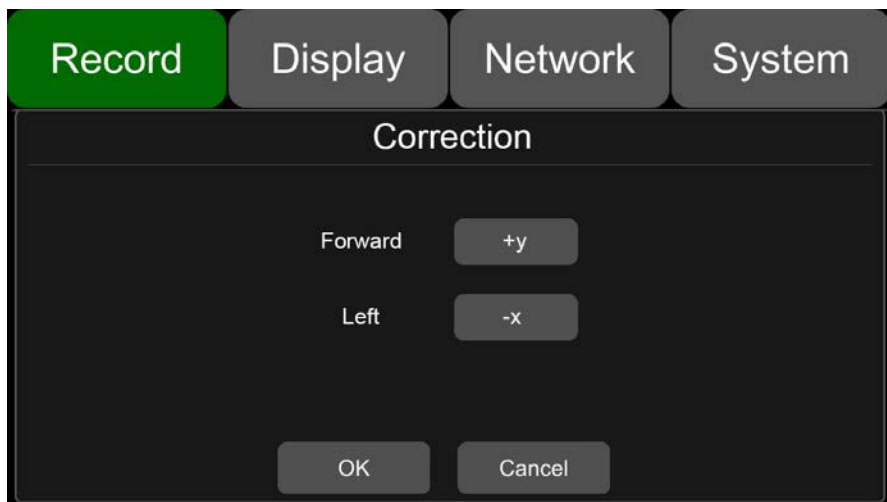 Record Display Network System
Correction
Forward +y
Left -x
OK Cancel